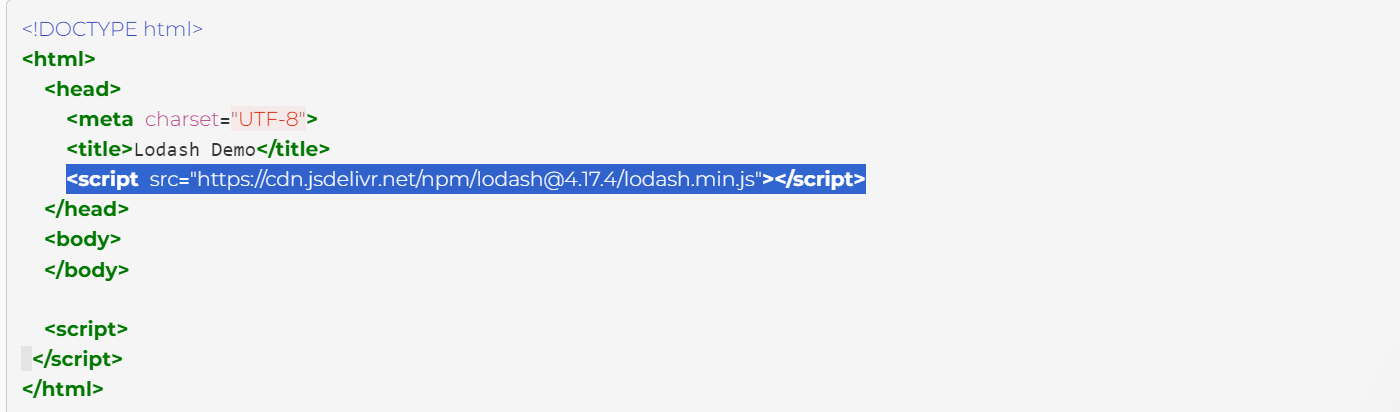 <!DOCTYPE html>
<html>
  <head>
    <meta charset="UTF-8">
    <title>Lodash Demo</title>
    <script src="https://cdn.jsdelivr.net/npm/lodash@4.17.4/lodash.min.js"></script>
  </head>
  <body>
  </body>

  <script>
 </script>
</html>